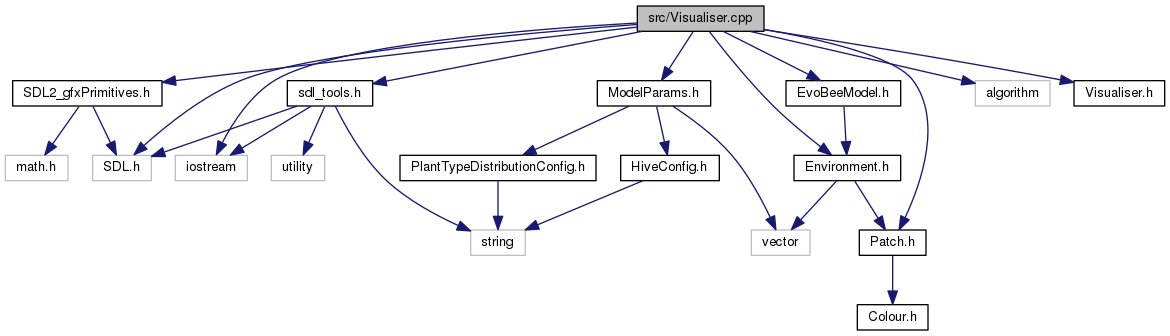 src/Visualiser.cpp
SDL2_gfxPrimitives.h
sdl_tools.h
ModelParams.h
EvoBeeModel.h
algorithm
Visualiser.h
math.h
SDL.h
iostream
utility
PlantTypeDistributionConfig.h
HiveConfig.h
Environment.h
string
vector
Patch.h
Colour.h